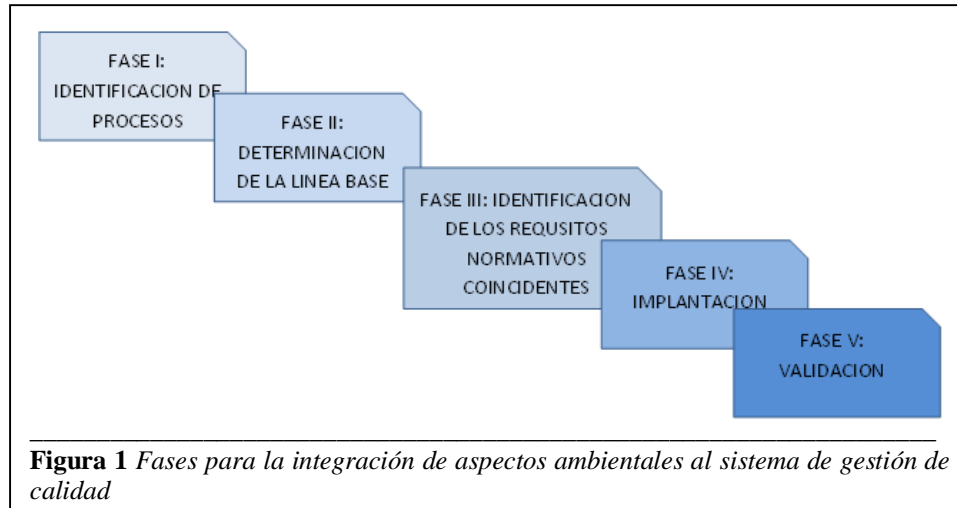 FASE I:
IDENTIFICACION DE
PROCESOS
FASE II:
DETERMINACION
DE LA LINEA BASE
FASE III: IDENTIFICACION
DE LOS REQUSITOS
NORMATIVOS
COINCIDENTES
FASE IV:
IMPLANTACION
FASE V:
VALIDACION
Figura 1 Fases para la integración de aspectos ambientales al sistema de gestión de
calidad